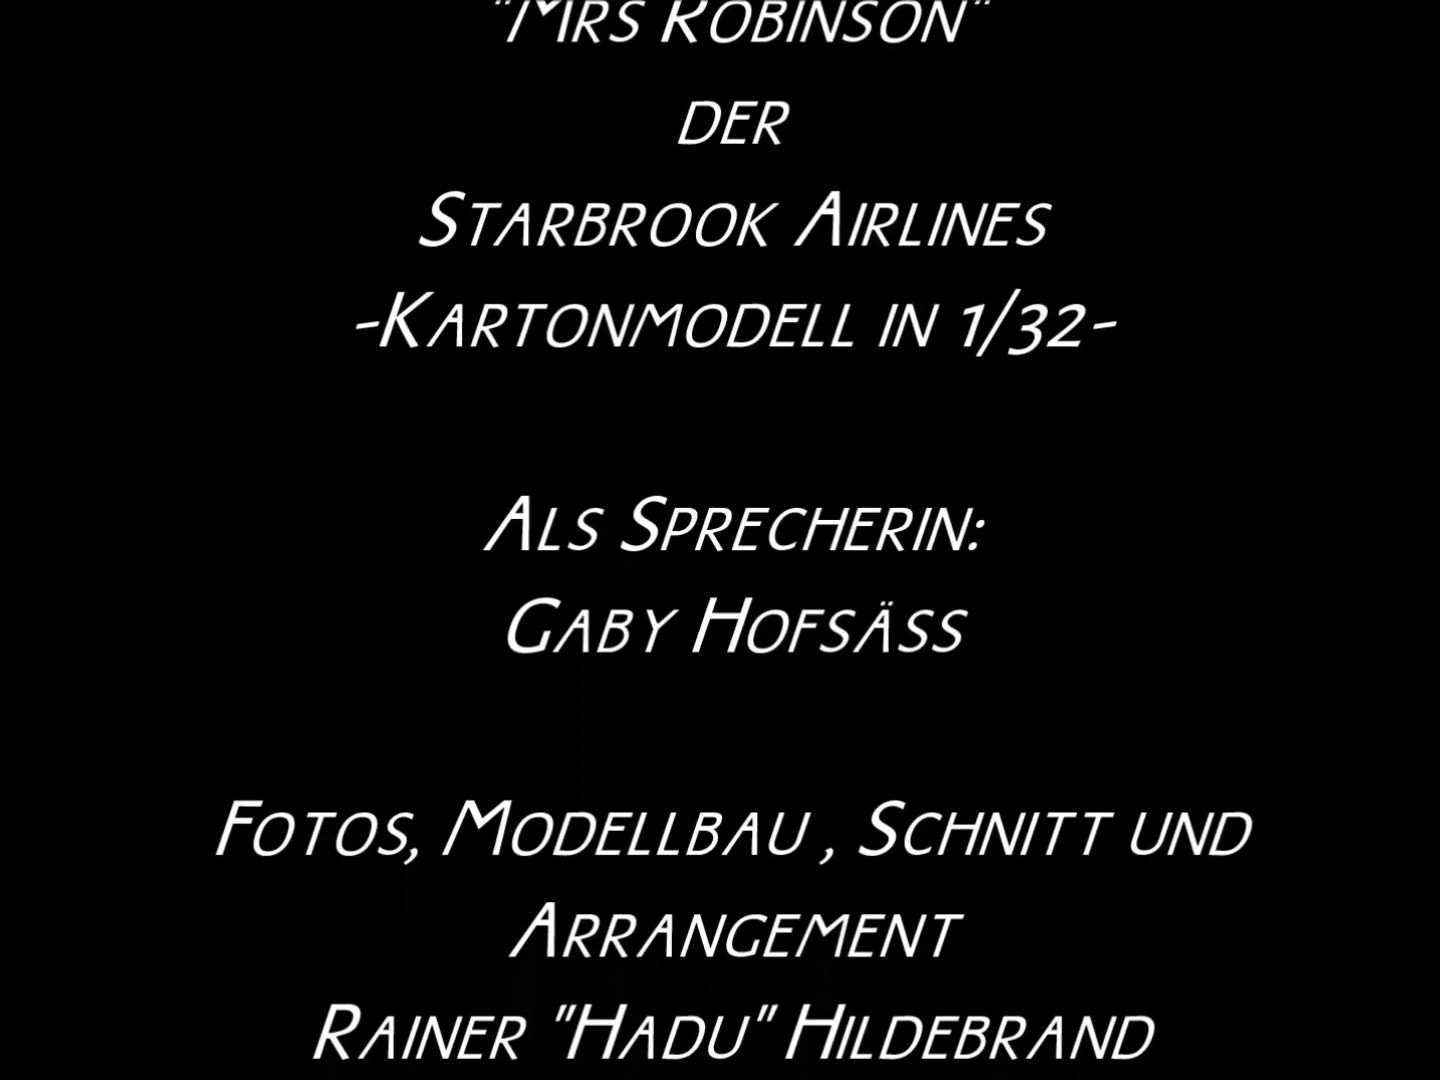 "Mrs Robinson"
der
Starbrook Airlines
-Kartonmodell in 1/32-
Als Sprecherin:
Gaby Hofsäss
Fotos, Modellbau , Schnitt und
Arrangement
Rainer "Hadu" Hildebrand